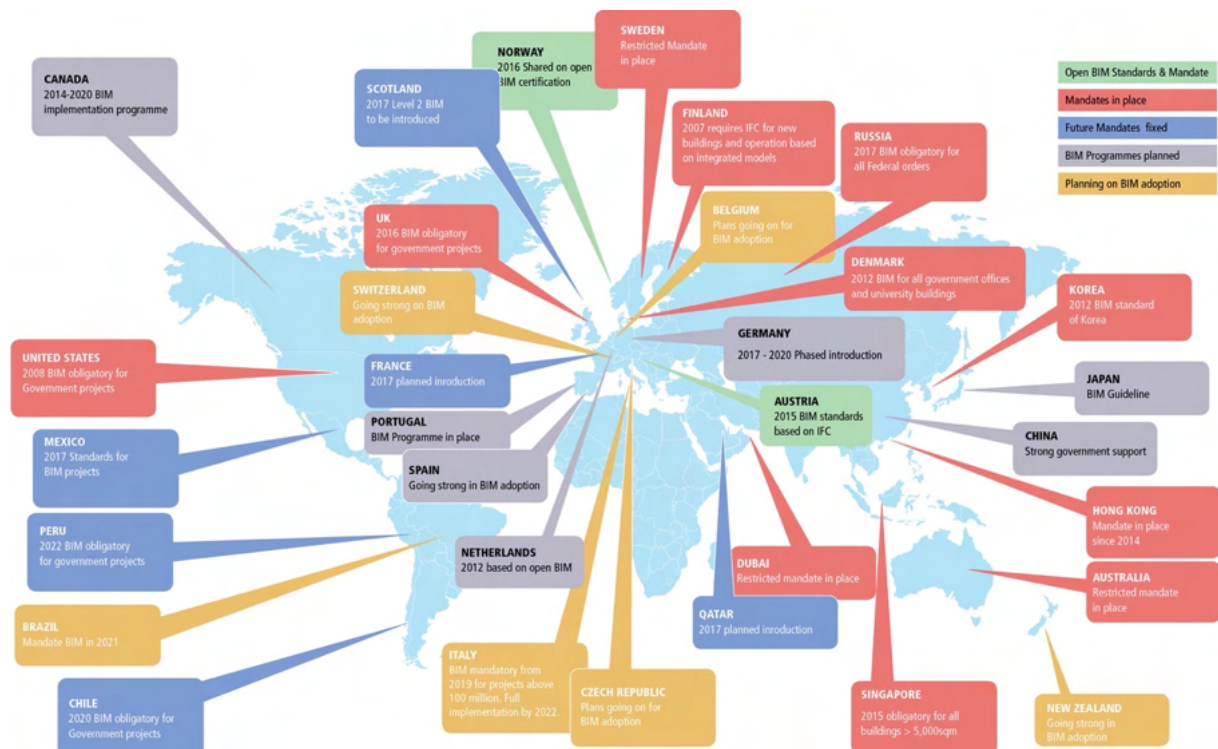 CANADA
2014-2020 BIM
implementation programme
NORWAY
2016 Shared on open
BIM certification
SWEDEN
Restricted Mandate
in place
SCOTLAND
2017 Level 2 BIM
to be introduced
FINLAND
2007 requires IFC for new
buildings and operation based
on integrated models
RUSSIA
2017 BIM obligatory for
all Federal orders
Open BIM Standards & Mandate
Mandates in place
Future Mandates fixed
BIM Programmes planned
Planning on BIM adoption
UK
2016 BIM obligatory
for government projects
BELGIUM
Plans going on for
BIM adoption
SWITZERLAND
Going strong on BIM
adoption
DENMARK
2012 BIM for all government offices
and university buildings
KOREA
2012 BIM standard
of Korea
UNITED STATES
2008 BIM obligatory for
Government projects
FRANCE
2017 planned inroduction
GERMANY
2017 - 2020 Phased introduction
JAPAN
BIM Guideline
MEXICO
2017 Standards for
BIM projects
PORTUGAL
BIM Programme in place
AUSTRIA
2015 BIM standards
based on IFC
CHINA
Strong government support
SPAIN
Going strong in BIM adoption
PERU
2022 BIM obligatory
for government projects
NETHERLANDS
2012 based on open BIM
HONG KONG
Mandate in place
since 2014
DUBAI
Restricted mandate in place
AUSTRALIA
Restricted mandate
in place
BRAZIL
Mandate BIM in 2021
QATAR
2017 planned inroduction
ITALY
BIM mandatory from
2019 for projects above
100 million. Full
implementation by 2022.
CZECH REPUBLIC
Plans going on for
BIM adoption
CHILE
2020 BIM obligatory for
Government projects
SINGAPORE
2015 obligatory for all
buildings > 5,000sqm
NEW ZEALAND
Going strong in
BIM adoption